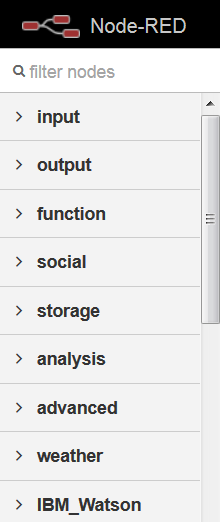 Node-RED
filter nodes
input
output
function
social
storage
analysis
advanced
weather
IBM_Watson